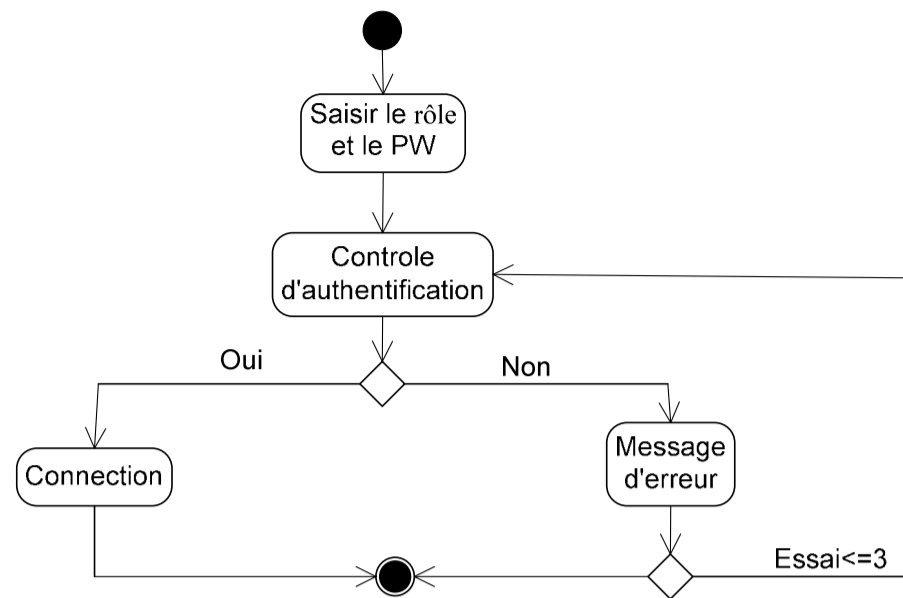 Saisir le rôle
et le PW
Controle
d'authentification
Oui
Non
Connection
Message
d'erreur
Essai<=3